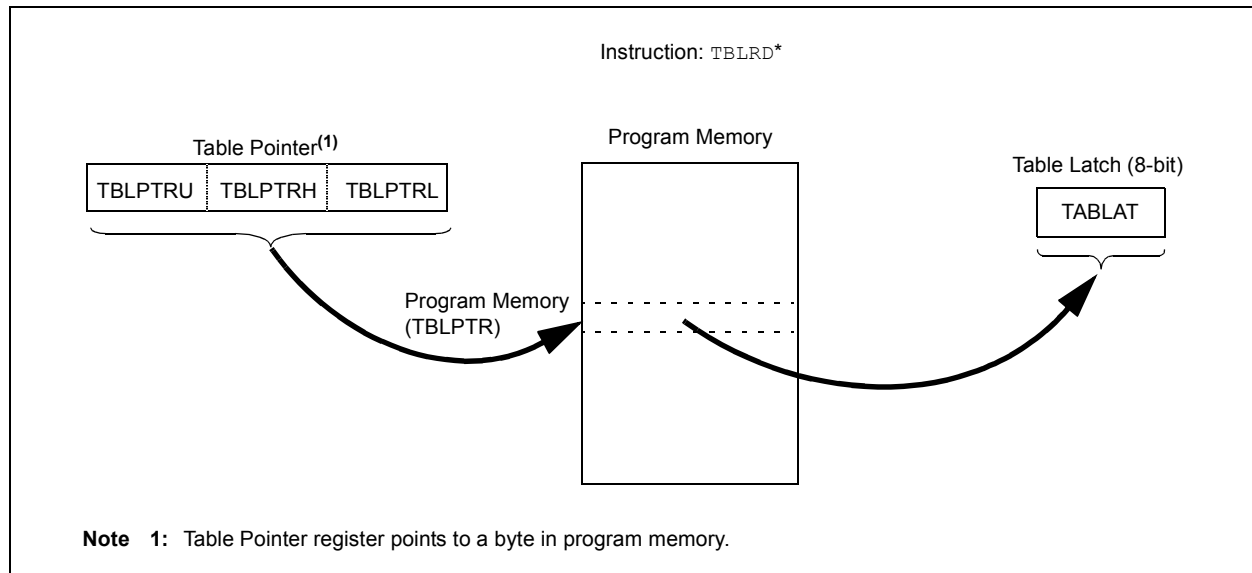 Instruction: TBLRD*
Table Pointer(1)
TBLPTRU TBLPTRH TBLPTRL
Program Memory
Table Latch (8-bit)
TABLAT
Program Memory
(TBLPTR)
Note 1: Table Pointer register points to a byte in program memory.